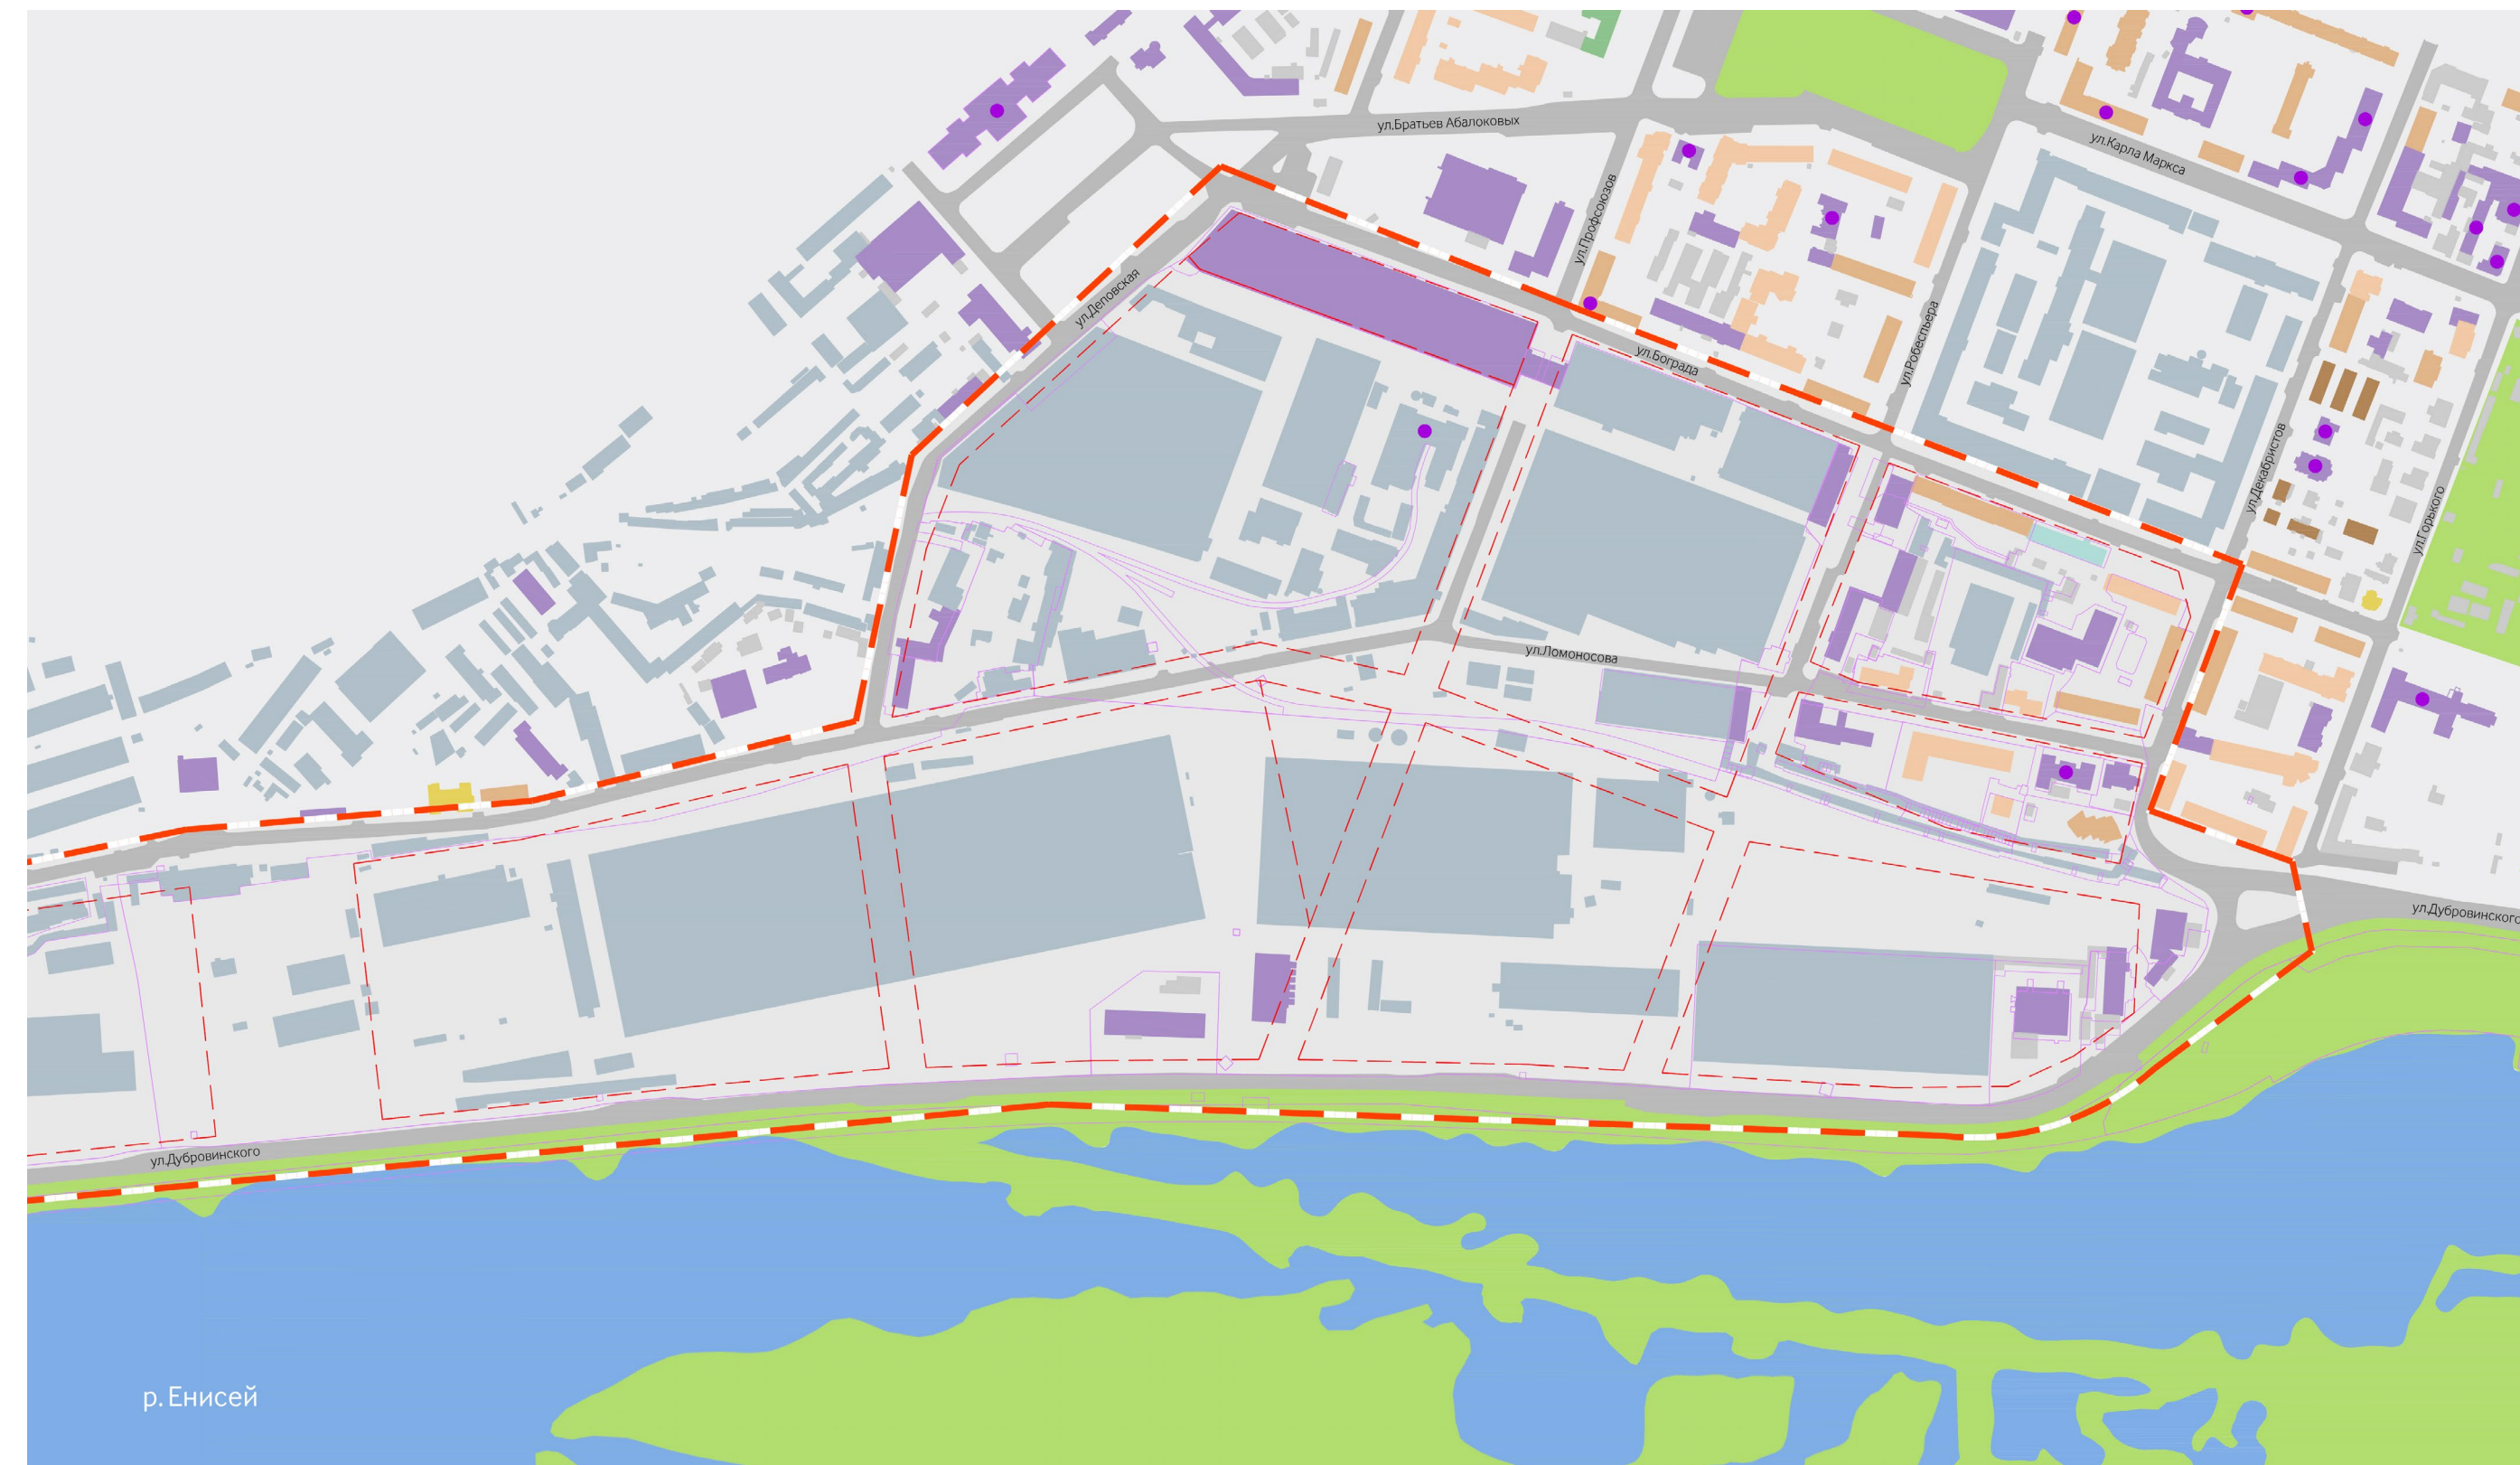 ул.Братьев Абалоковых
ул.Карла Маркса
ул.Профсоюзов
ул.Деповская
ул.Робеспьера
ул.Бограда
ул.Декабристов
ул.Горького
ул.Ломоносова
ул.Дубровинского
ул.Дубровинского
р. Енисей